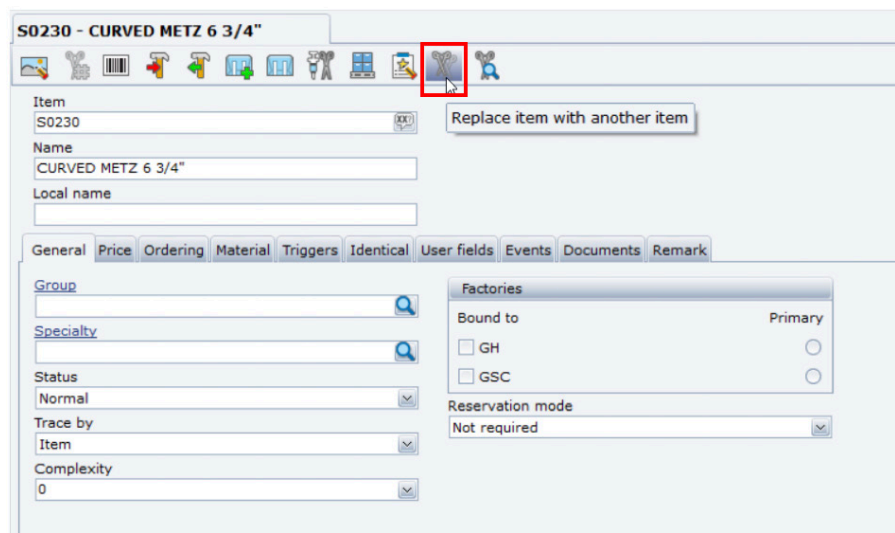 S0230 - CURVED METZ 6 3/4"
Replace item with another item
Item
S0230
XX?
Name
CURVED METZ 6 3/4"
Local name
General Price Ordering Material Triggers Identical User fields Events Documents Remark
Group
Specialty
Status
Normal
Trace by
Item
Complexity
0
Factories
Bound to Primary
GH
GSC
Reservation mode
Not required